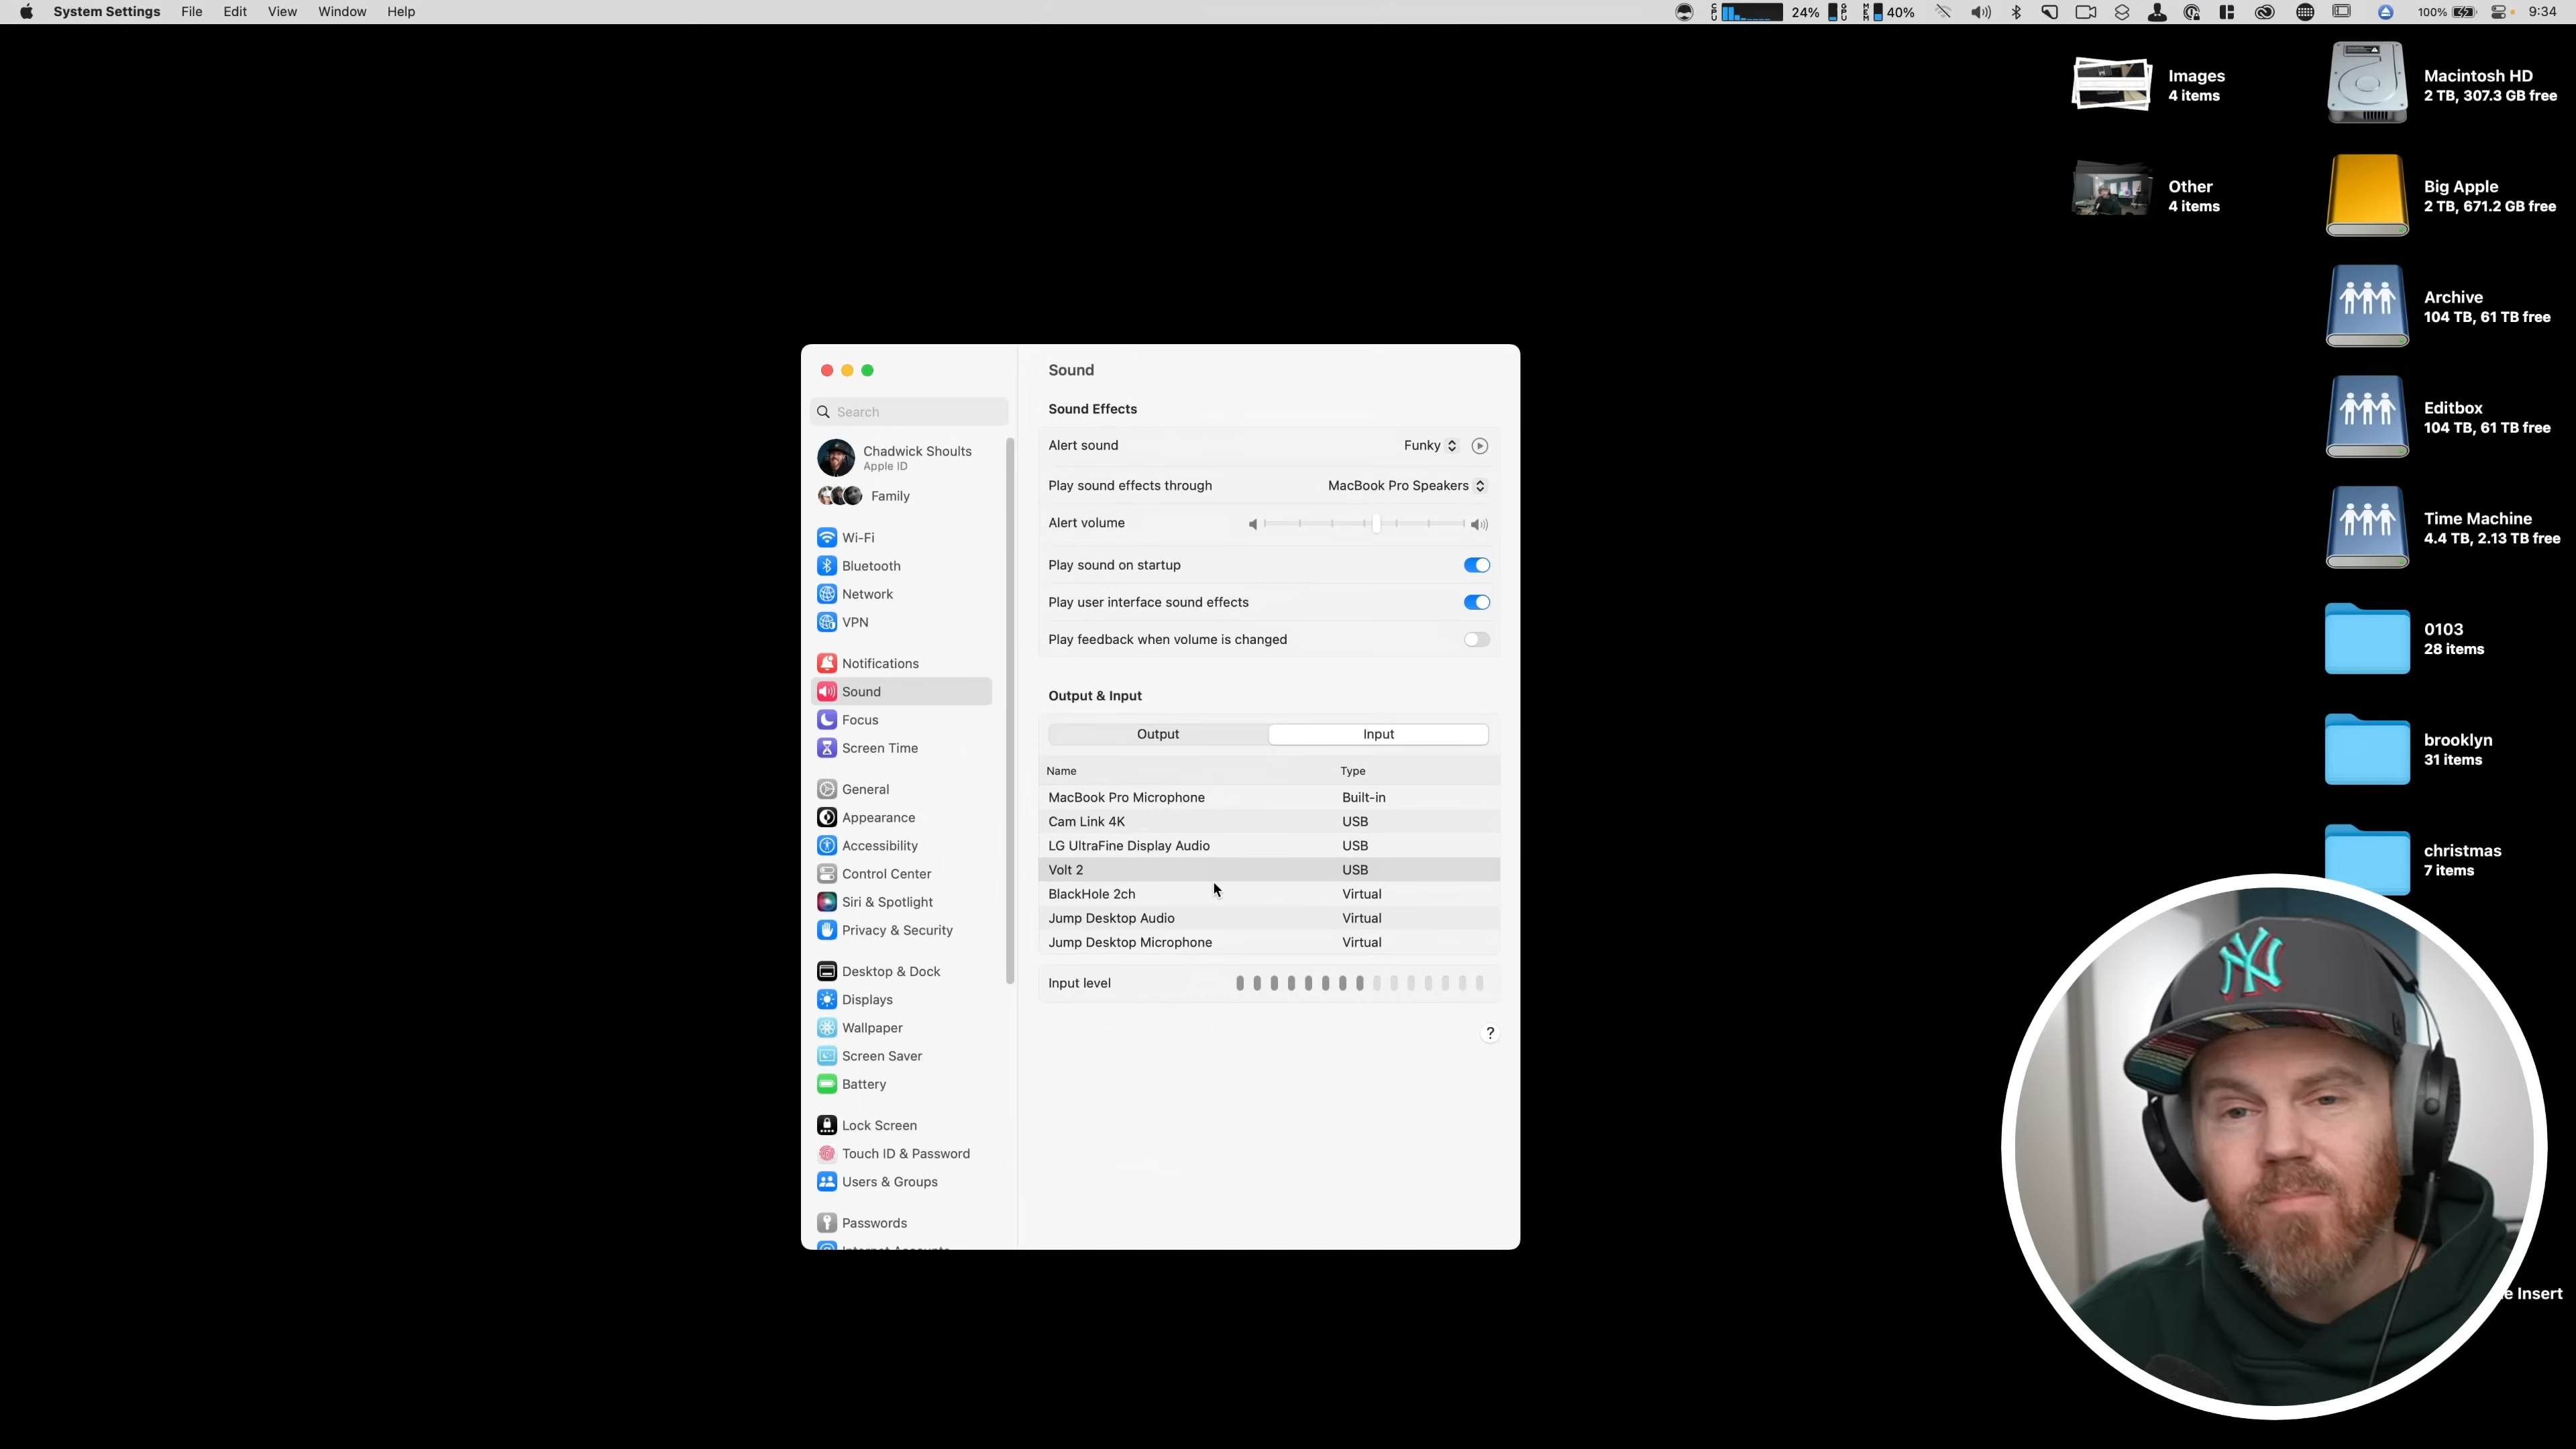 System Settings File Edit View Window Help
CPU 24% GPU MEM 40% 100% 9:34
Images
4 items
Macintosh HD
2 TB, 307.3 GB free
Other
4 items
Big Apple
2 TB, 671.2 GB free
Archive
104 TB, 61 TB free
Editbox
104 TB, 61 TB free
Time Machine
4.4 TB, 2.13 TB free
0103
28 items
brooklyn
31 items
christmas
7 items
e Insert
Search
Chadwick Shoults
Apple ID
Family
Wi-Fi
Bluetooth
Network
VPN
Notifications
Sound
Focus
Screen Time
General
Appearance
Accessibility
Control Center
Siri & Spotlight
Privacy & Security
Desktop & Dock
Displays
Wallpaper
Screen Saver
Battery
Lock Screen
Touch ID & Password
Users & Groups
Passwords
Sound
Sound Effects
Alert sound Funky
Play sound effects through MacBook Pro Speakers
Alert volume
Play sound on startup
Play user interface sound effects
Play feedback when volume is changed
Output & Input
Output Input
Name Type
MacBook Pro Microphone Built-in
Cam Link 4K USB
LG UltraFine Display Audio USB
Volt 2 USB
BlackHole 2ch Virtual
Jump Desktop Audio Virtual
Jump Desktop Microphone Virtual
Input level
?
NY